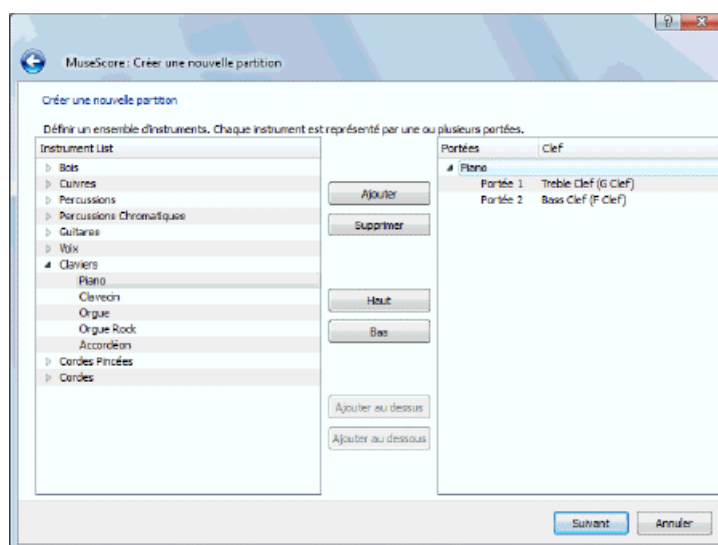 MuseScore : Créer une nouvelle partition
Créer une nouvelle partition
Définir un ensemble d'instruments. Chaque instrument est représenté par une ou plusieurs portées.
Instrument List
Bois
Cuivres
Percussions
Percussions Chromatiques
Guitares
Voix
Claviers
Piano
Clavecin
Orgue
Orgue Rock
Accordéon
Cordes Pincées
Cordes
Ajouter
Supprimer
Haut
Bas
Ajouter au dessus
Ajouter au dessous
Portées Clef
Piano
Portée 1 Treble Clef (G Clef)
Portée 2 Bass Clef (F Clef)
Suivant Annuler